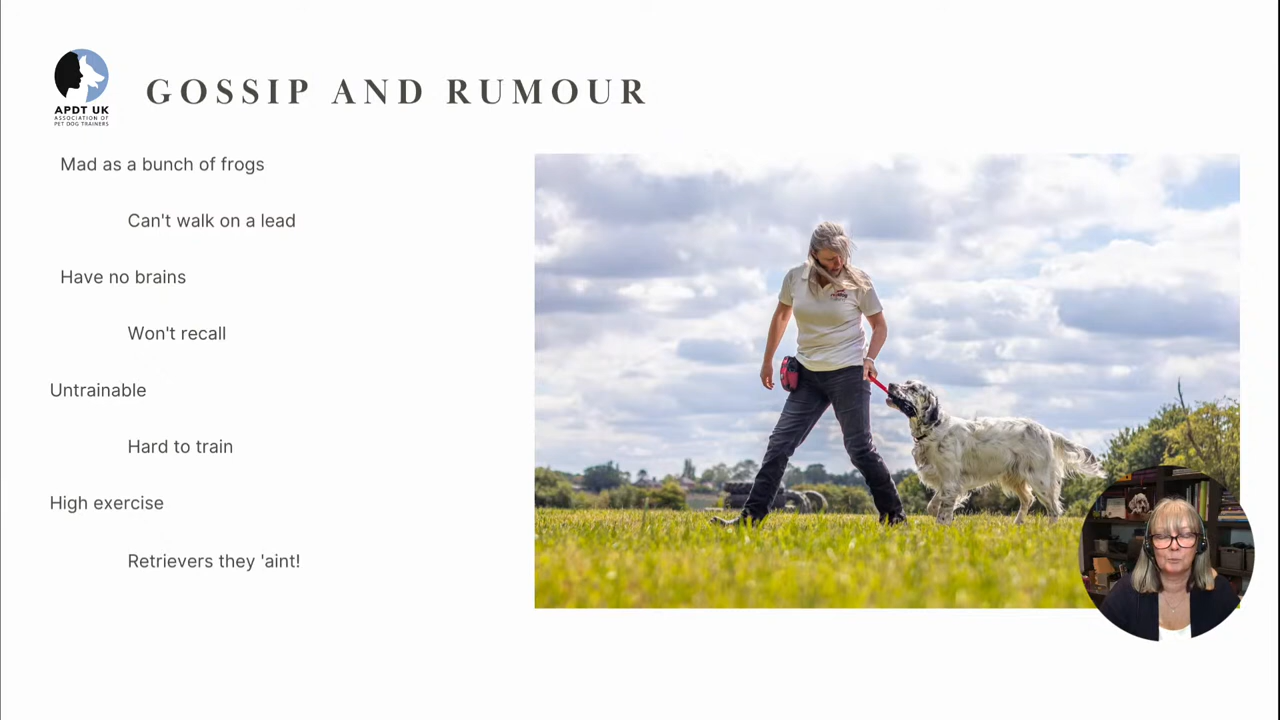 GOSSIP AND RUMOUR
APDT UK
ASSOCIATION OF
PET DOG TRAINERS
Mad as a bunch of frogs
Can't walk on a lead
Have no brains
Won't recall
Untrainable
Hard to train
High exercise
Retrievers they 'aint!